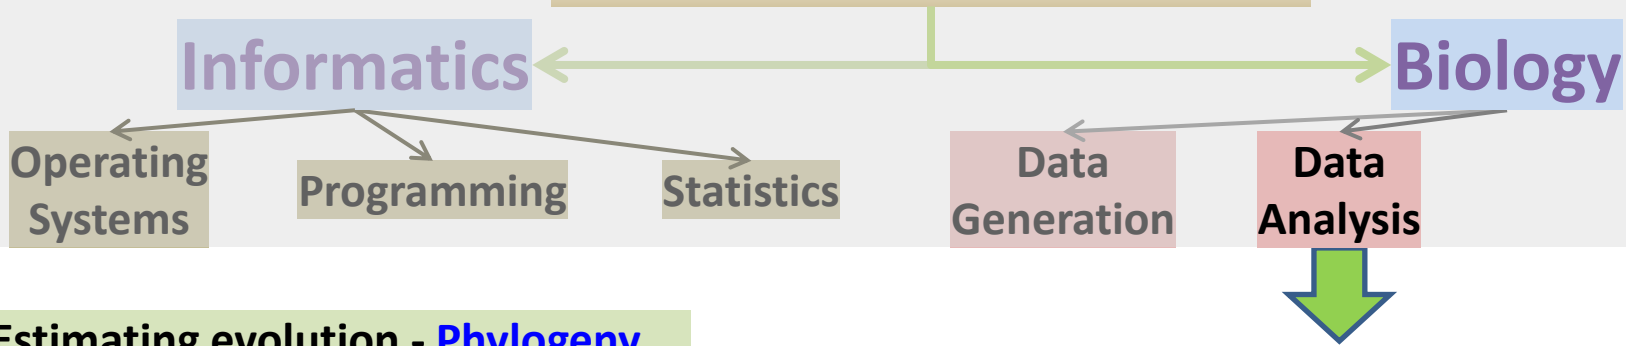 Informatics
Biology
Operating
Systems
Programming
Statistics
Data
Generation
Data
Analysis
Estimating evolution - Phylogeny